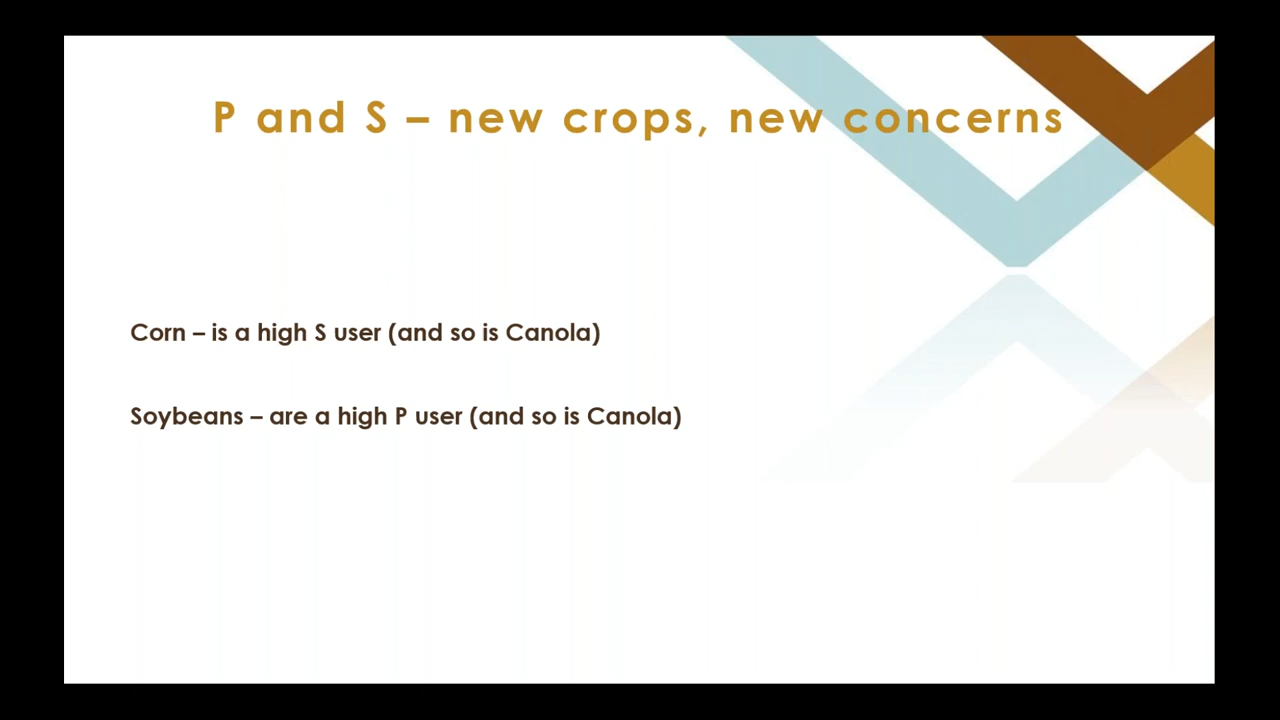 P and S – new crops, new concerns
Corn – is a high S user (and so is Canola)
Soybeans – are a high P user (and so is Canola)